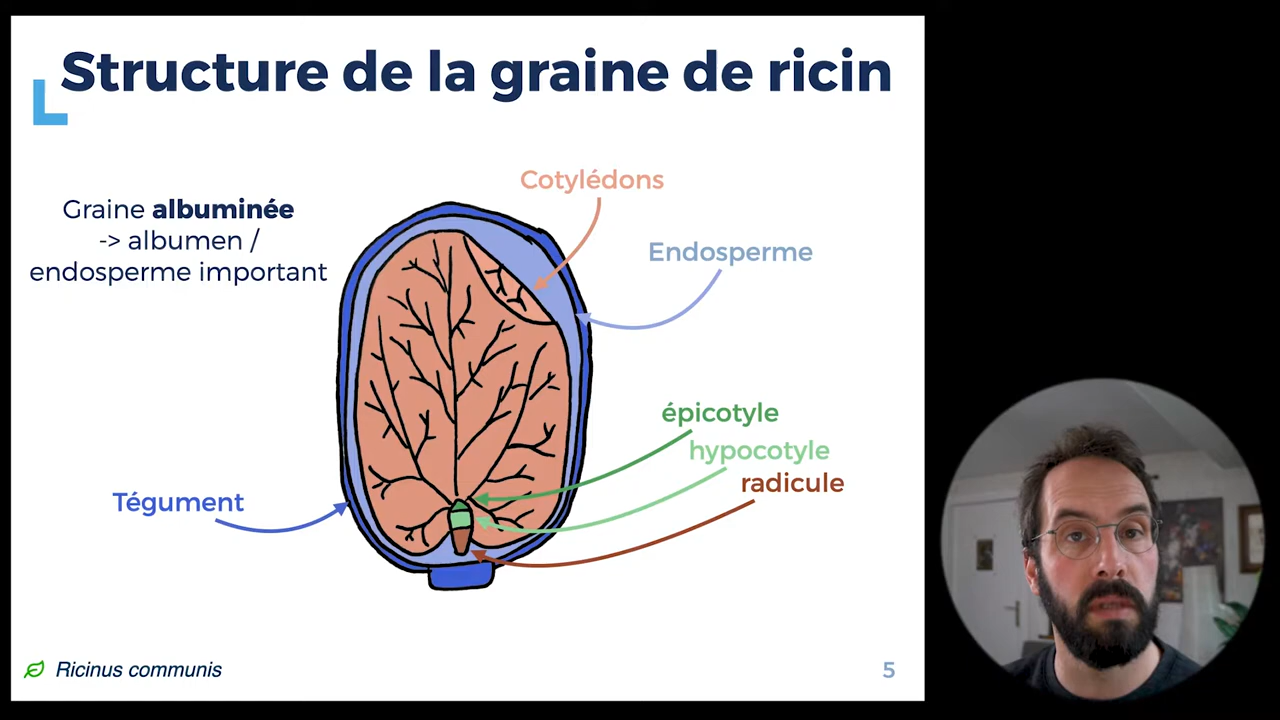 Structure de la graine de ricin
Graine albuminée
-> albumen /
endosperme important
Cotylédons
Endosperme
épicotyle
hypocotyle
radicule
Tégument
Ricinus communis
5